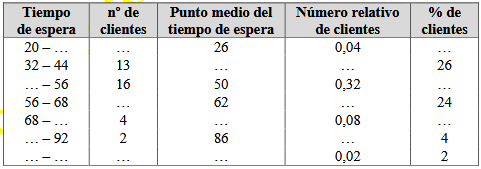 Tiempo de espera | n° de clientes | Punto medio del tiempo de espera | Número relativo de clientes | % de clientes
20 – … | … | 26 | 0,04 | …
32 – 44 | 13 | … | … | 26
… – 56 | 16 | 50 | 0,32 | …
56 – 68 | … | 62 | … | 24
68 – … | 4 | … | 0,08 | …
… – 92 | 2 | 86 | … | 4
… – … | … | … | 0,02 | 2